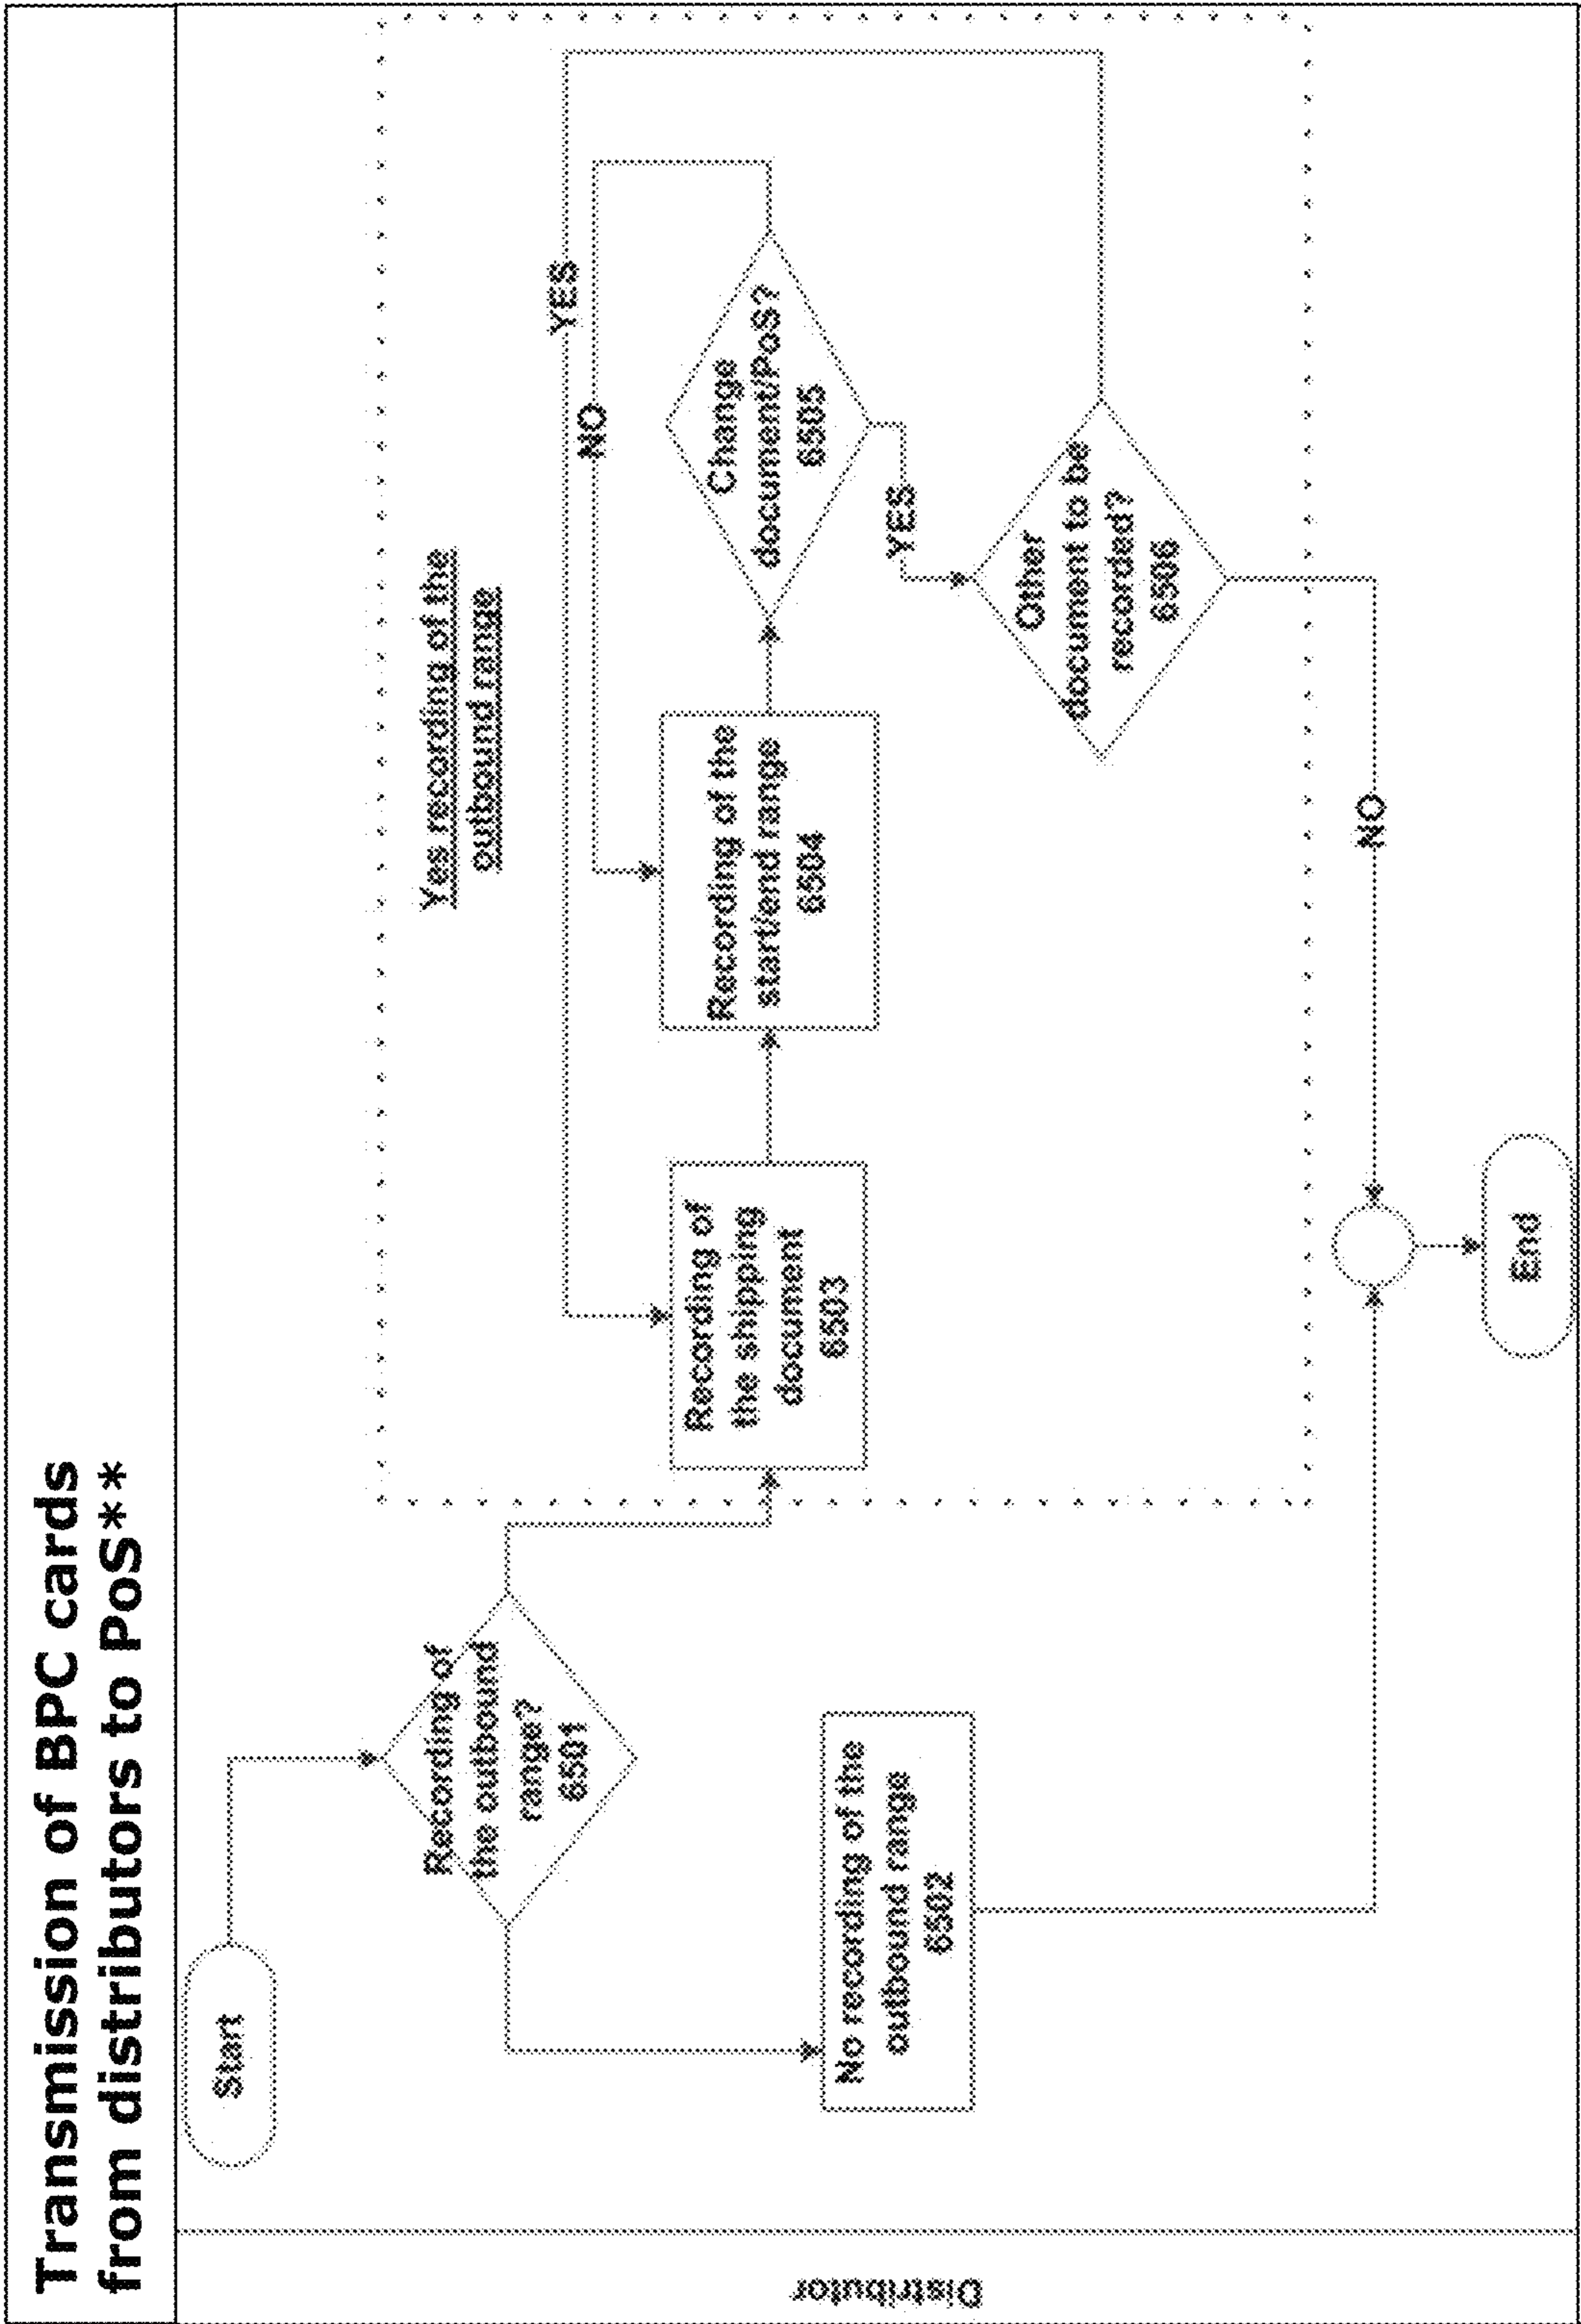 Transmission of BPC cards
from distributors to PoS**
Distributor
Start
Recording of
the outbound
range?
6501
No recording of the
outbound range
6502
Yes recording of the
outbound range
Recording of
the shipping
document
6503
Recording of the
start/end range
6504
Change
document/PoS?
6505
YES
NO
YES
Other
document to be
recorded?
6506
NO
End